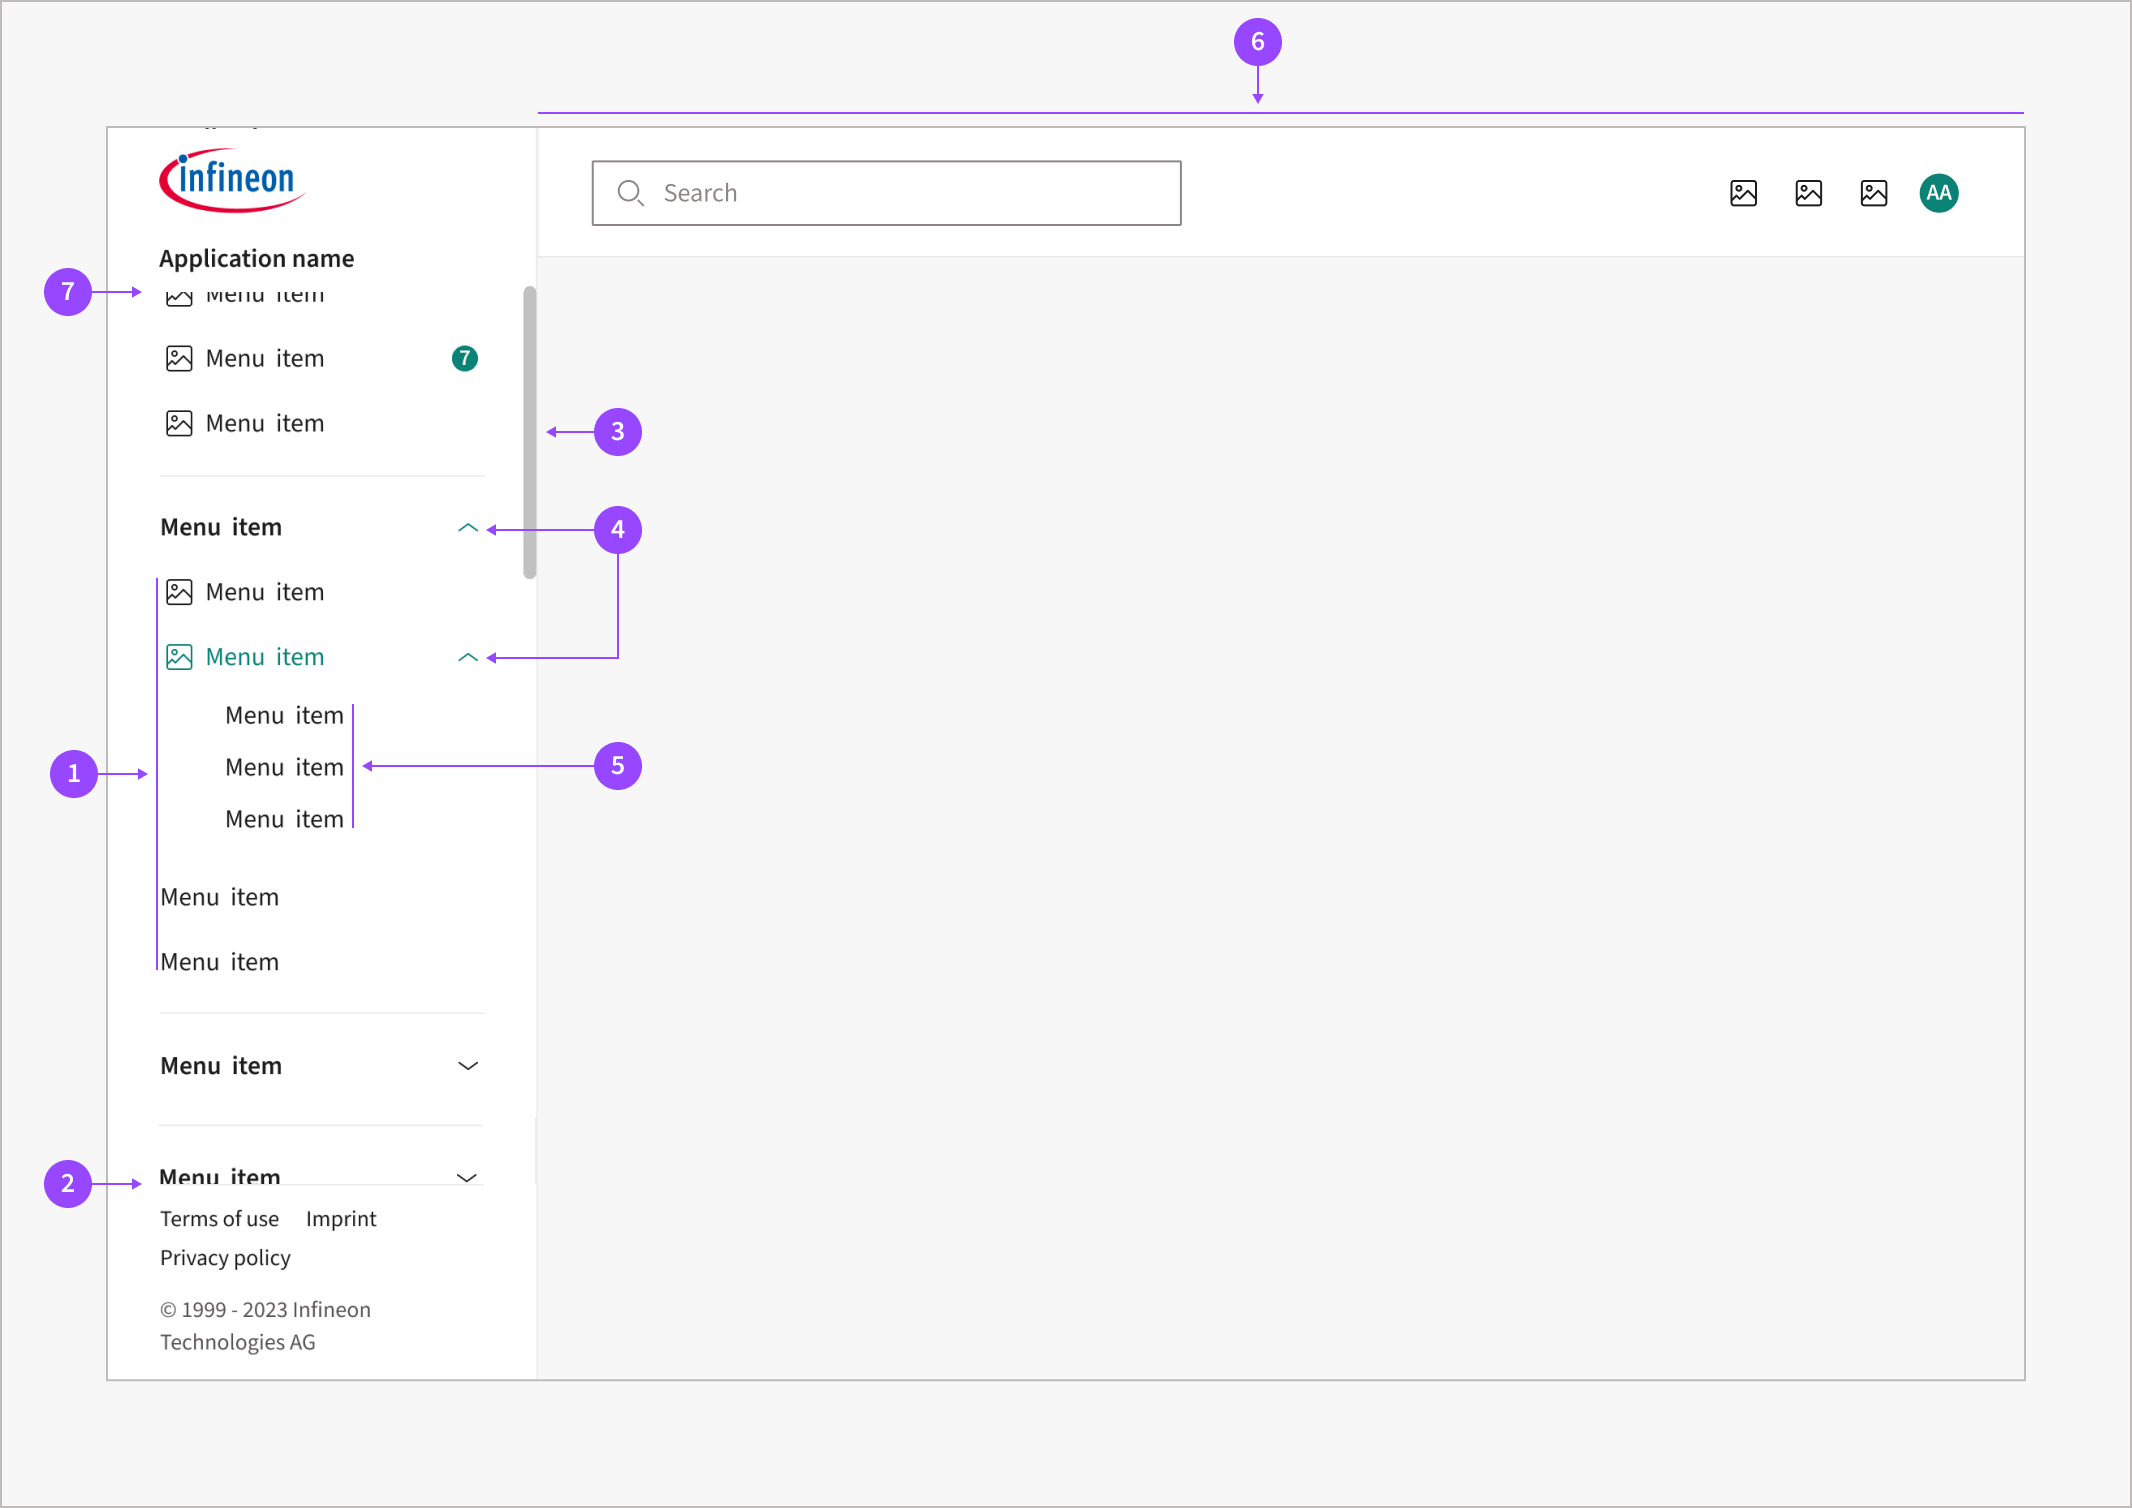 6
infineon
Search
AA
Application name
7
Menu item
Menu item
7
Menu item
3
Menu item
4
Menu item
Menu item
Menu item
1
Menu item
5
Menu item
Menu item
Menu item
Menu item
2
Menu item
Terms of use Imprint
Privacy policy
© 1999 - 2023 Infineon
Technologies AG